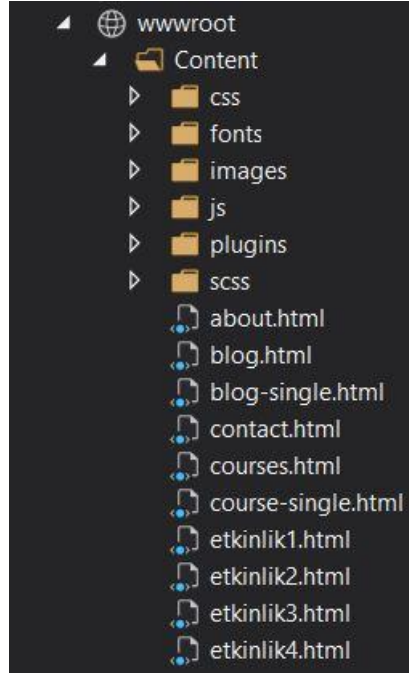 wwwroot
Content
css
fonts
images
js
plugins
scss
about.html
blog.html
blog-single.html
contact.html
courses.html
course-single.html
etkinlik1.html
etkinlik2.html
etkinlik3.html
etkinlik4.html